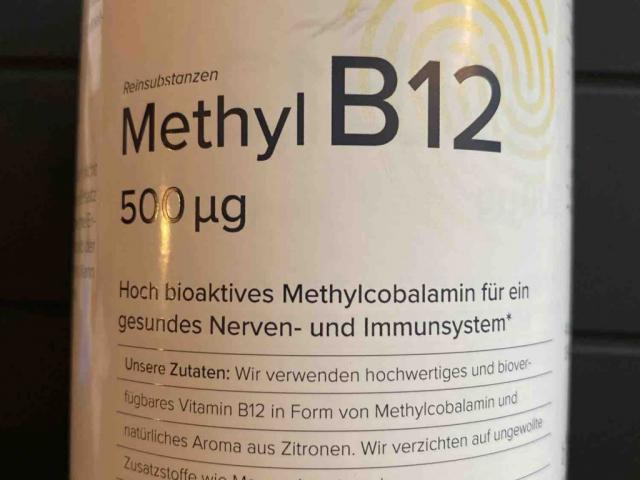 Reinsubstanzen
Methyl B12
500 µg
Hoch bioaktives Methylcobalamin für ein
gesundes Nerven- und Immunsystem*
Unsere Zutaten: Wir verwenden hochwertiges und biover-
fügbares Vitamin B12 in Form von Methylcobalamin und
natürliches Aroma aus Zitronen. Wir verzichten auf ungewollte
Zusatzstoffe wie